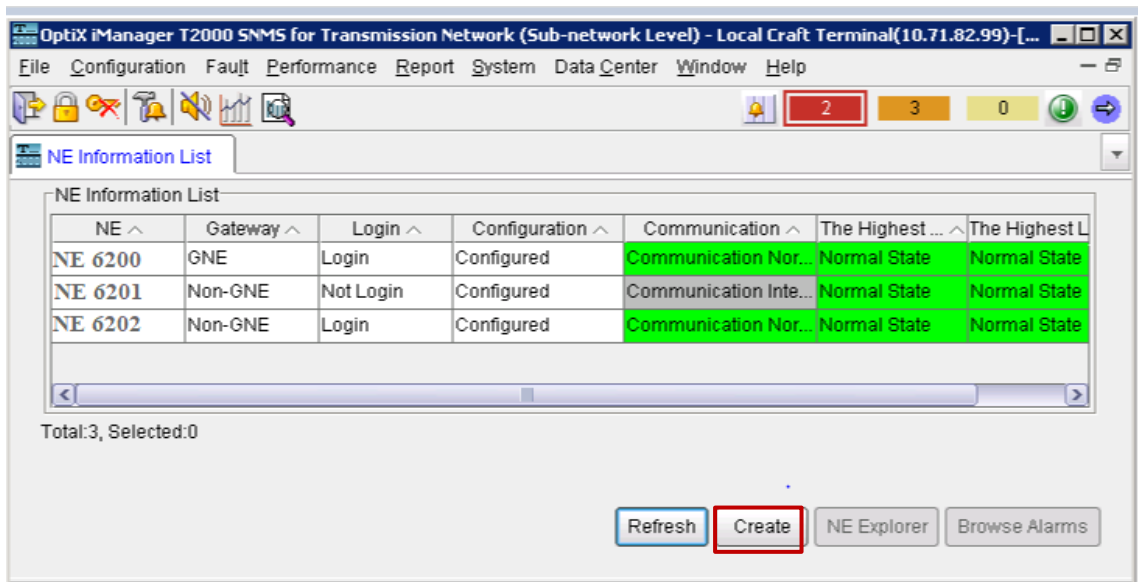 OptiX iManager T2000 SNMS for Transmission Network (Sub-network Level) - Local Craft Terminal(10.71.82.99)-[...
File Configuration Fault Performance Report System Data Center Window Help
2 3 0
NE Information List
NE Information List
NE Gateway Login Configuration Communication The Highest ... The Highest L
NE 6200 GNE Login Configured Communication Nor... Normal State Normal State
NE 6201 Non-GNE Not Login Configured Communication Inte... Normal State Normal State
NE 6202 Non-GNE Login Configured Communication Nor... Normal State Normal State
Total:3, Selected:0
Refresh Create NE Explorer Browse Alarms